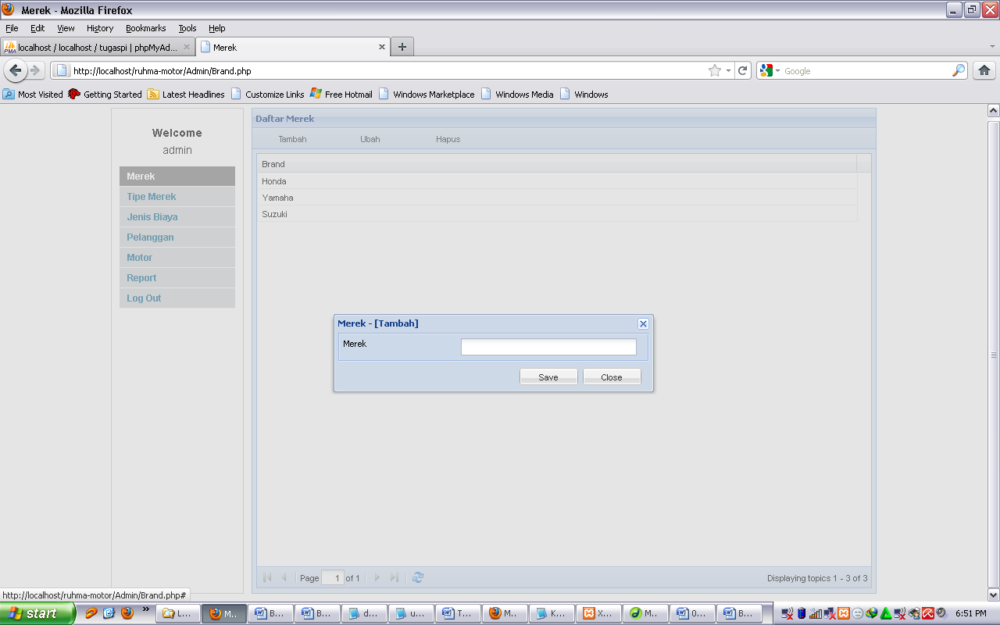 Merek - Mozilla Firefox
File Edit View History Bookmarks Tools Help
localhost / localhost / tugaspi | phpMyAd...
Merek
http://localhost/ruhma-motor/Admin/Brand.php
Google
Most Visited Getting Started Latest Headlines Customize Links Free Hotmail Windows Marketplace Windows Media Windows
Welcome
admin
Merek
Tipe Merek
Jenis Biaya
Pelanggan
Motor
Report
Log Out
Daftar Merek
Tambah Ubah Hapus
Brand
Honda
Yamaha
Suzuki
Merek - [Tambah]
Merek
Save Close
Page 1 of 1
Displaying topics 1 - 3 of 3
http://localhost/ruhma-motor/Admin/Brand.php#
start » L... M.. B... B... d... u... T... M... K... X... M... 0... B... 6:51 PM